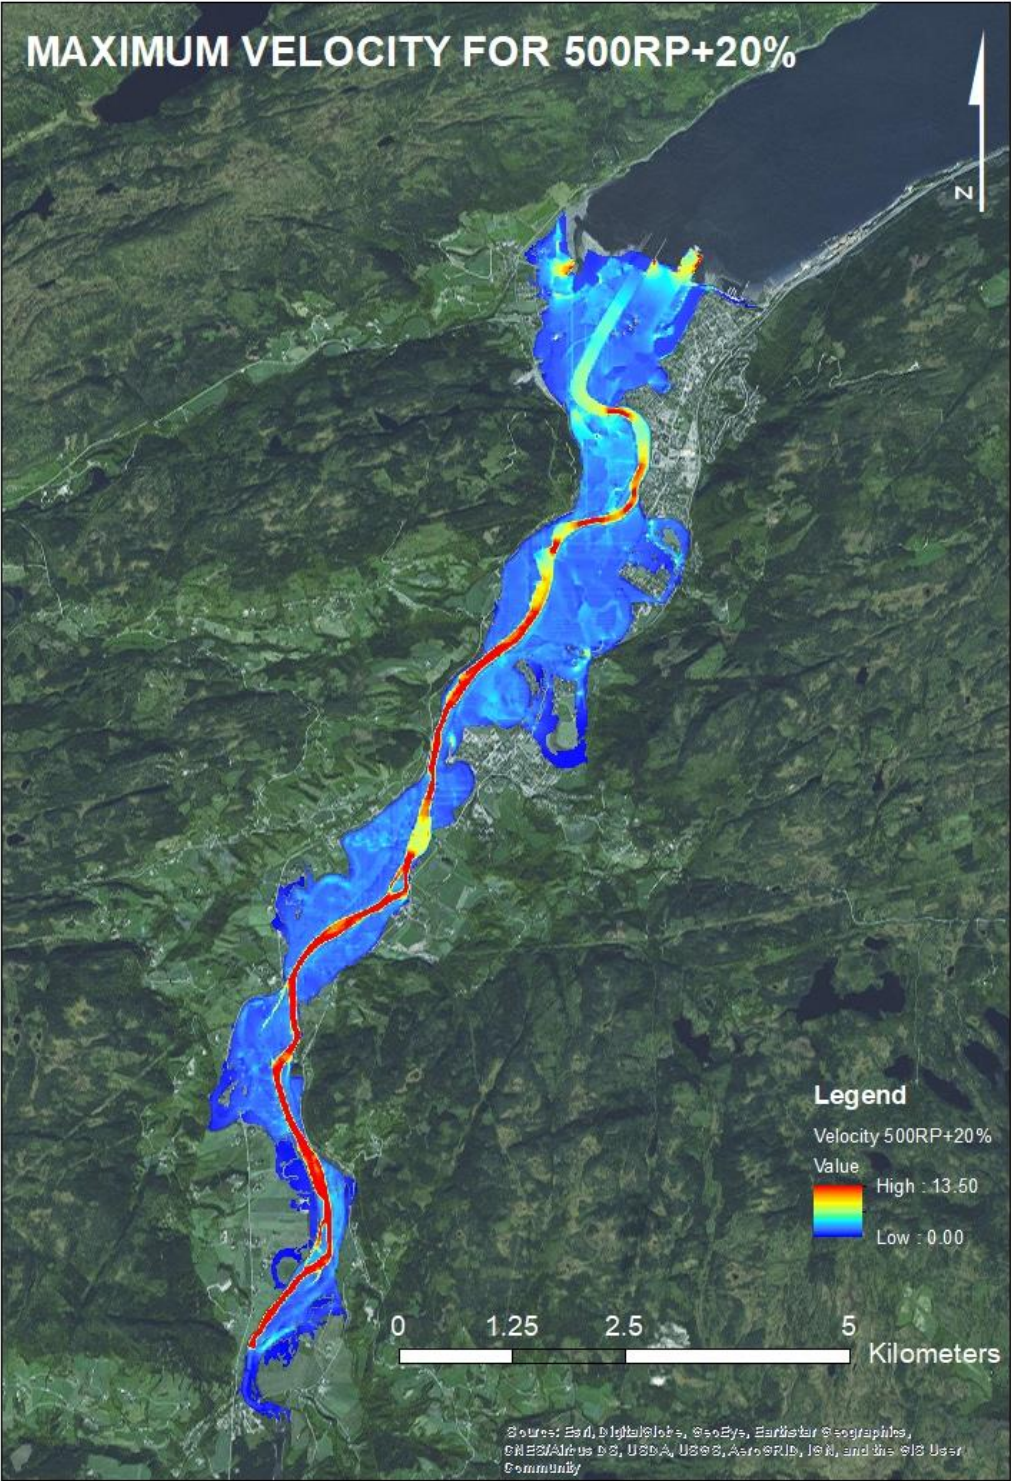 MAXIMUM VELOCITY FOR 500RP+20%
N
Legend
Velocity 500RP+20%
Value
High : 13.50
Low : 0.00
0 1.25 2.5 5
Kilometers
Source: Esri, DigitalGlobe, GeoEye, Earthstar Geographics,
CNES/Airbus DS, USDA, USGS, AeroGRID, IGN, and the GIS User
Community